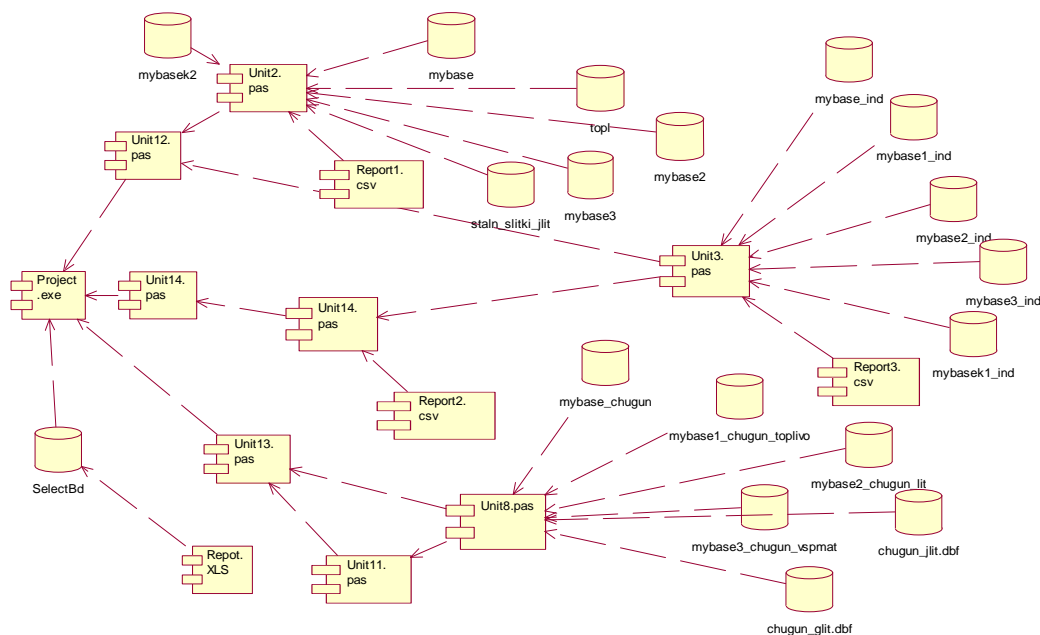 mybasek2
mybase
Unit2.
pas
mybase_ind
topl
mybase1_ind
Unit12.
pas
Report1.
csv
mybase2
staln_slitki_jlit
mybase3
mybase2_ind
Unit3.
pas
Project
.exe
Unit14.
pas
mybase3_ind
Unit14.
pas
mybasek1_ind
Report3.
csv
mybase_chugun
Report2.
csv
mybase1_chugun_toplivo
Unit13.
pas
SelectBd
mybase2_chugun_lit
Unit8.pas
mybase3_chugun_vspmat
chugun_jlit.dbf
Repot.
XLS
Unit11.
pas
chugun_glit.dbf